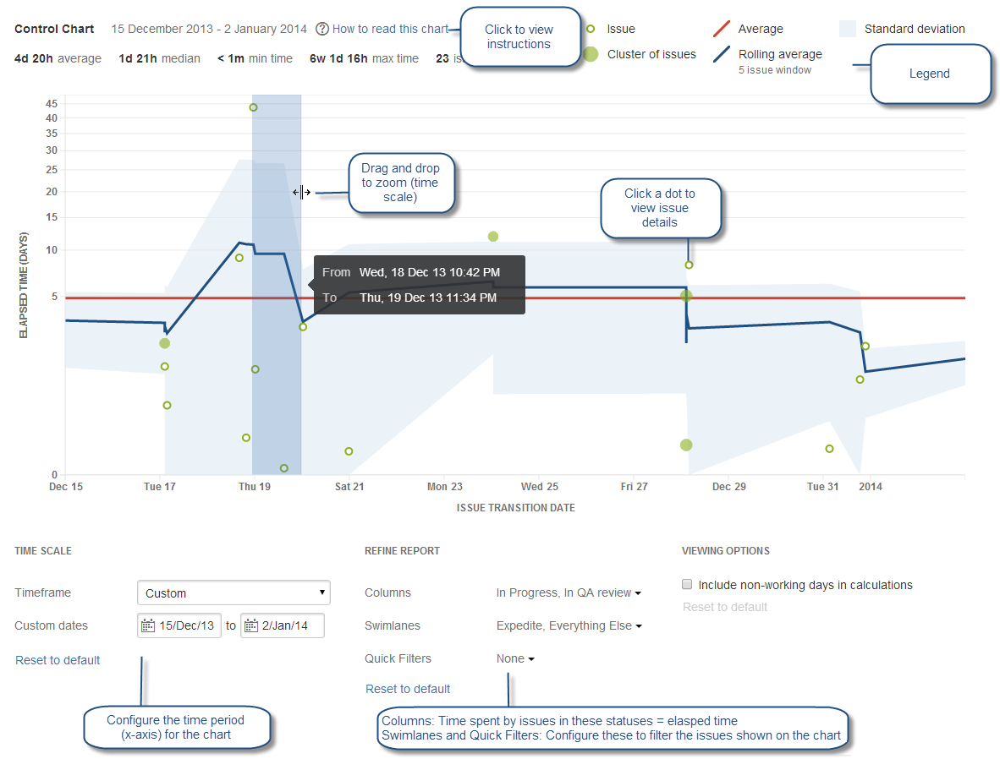 Control Chart 15 December 2013 - 2 January 2014 How to read this chart
Click to view
instructions
Issue
Average
Standard deviation
4d 20h average 1d 21h median < 1m min time 6w 1d 16h max time 23
Cluster of issues
Rolling average
5 issue window
Legend
45
40
35
30
25
20
15
10
5
0
ELAPSED TIME (DAYS)
Drag and drop
to zoom (time
scale)
Click a dot to
view issue
details
From Wed, 18 Dec 13 10:42 PM
To Thu, 19 Dec 13 11:34 PM
Dec 15 Tue 17 Thu 19 Sat 21 Mon 23 Wed 25 Fri 27 Dec 29 Tue 31 2014
ISSUE TRANSITION DATE
TIME SCALE
Timeframe Custom
Custom dates 15/Dec/13 to 2/Jan/14
Reset to default
Configure the time period
(x-axis) for the chart
REFINE REPORT
Columns In Progress, In QA review
Swimlanes Expedite, Everything Else
Quick Filters None
Reset to default
Columns: Time spent by issues in these statuses = elasped time
Swimlanes and Quick Filters: Configure these to filter the issues shown on the chart
VIEWING OPTIONS
Include non-working days in calculations
Reset to default